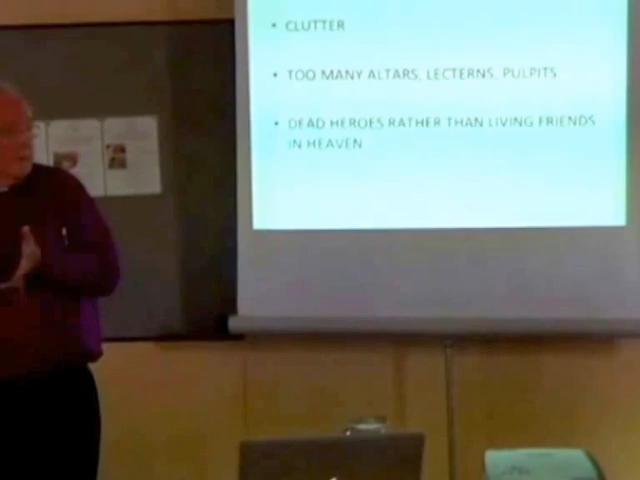 • CLUTTER
• TOO MANY ALTARS, LECTERNS, PULPITS
• DEAD HEROES RATHER THAN LIVING FRIENDS
IN HEAVEN